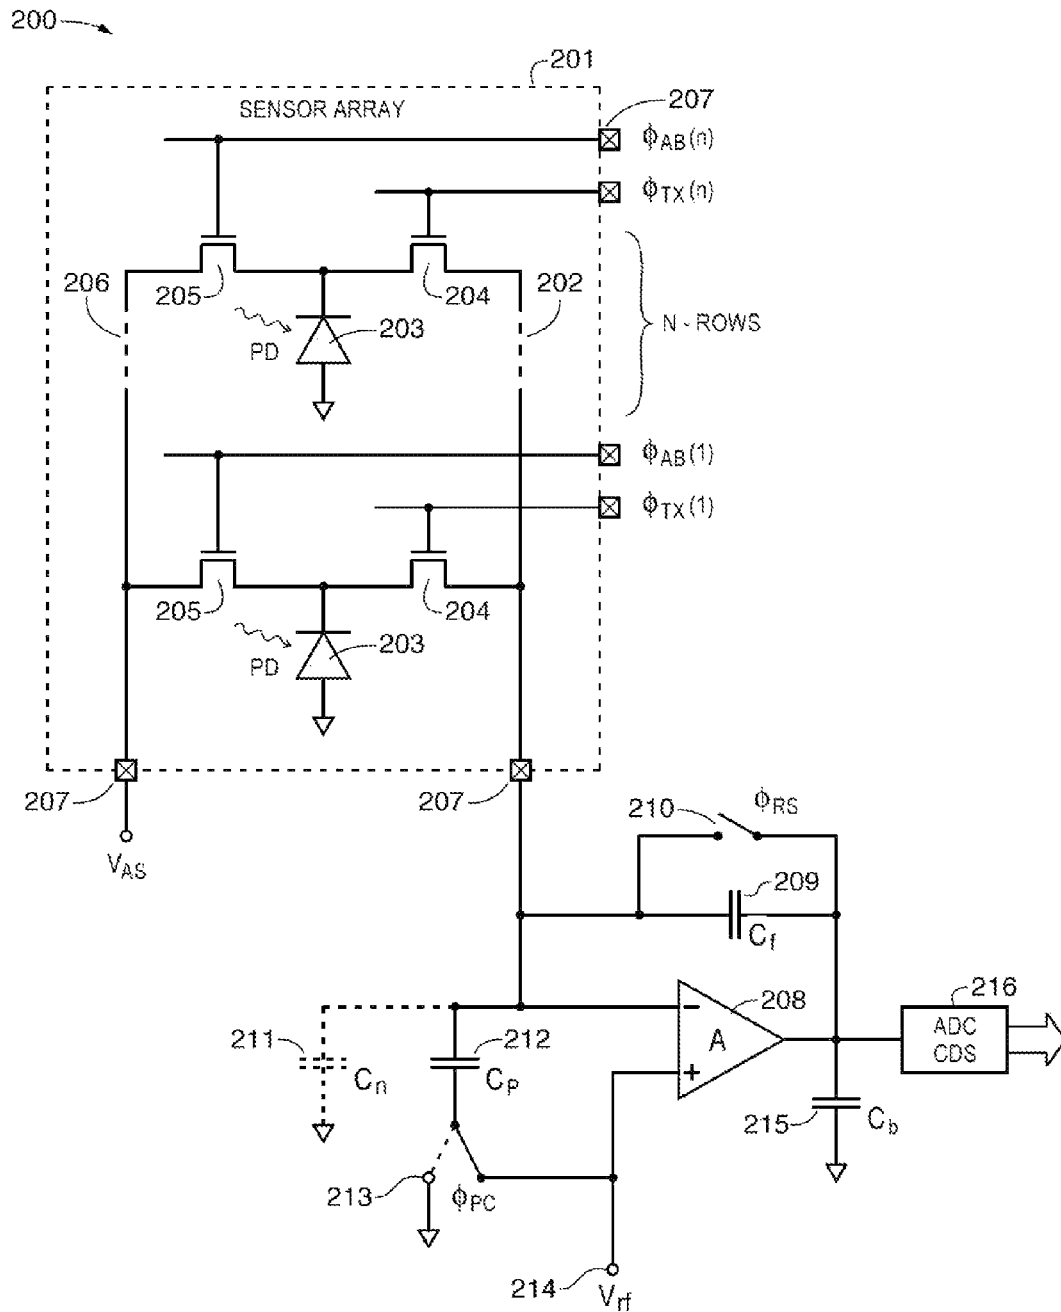 200
201
SENSOR ARRAY
207
ϕAB(n)
ϕTX(n)
206
205
204
202
203
PD
N - ROWS
ϕAB(1)
ϕTX(1)
205
204
203
PD
207
207
VAS
210
ϕRS
209
Cf
208
216
211
212
A
ADC
CDS
Cn
CP
215
Cb
213
ϕPC
214
Vrf